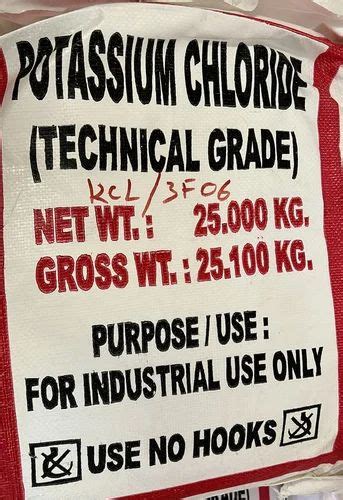 POTASSIUM CHLORIDE
(TECHNICAL GRADE)
KCL/3F06
NET WT. : 25.000 KG.
GROSS WT. : 25.100 KG.
PURPOSE / USE :
FOR INDUSTRIAL USE ONLY
USE NO HOOKS